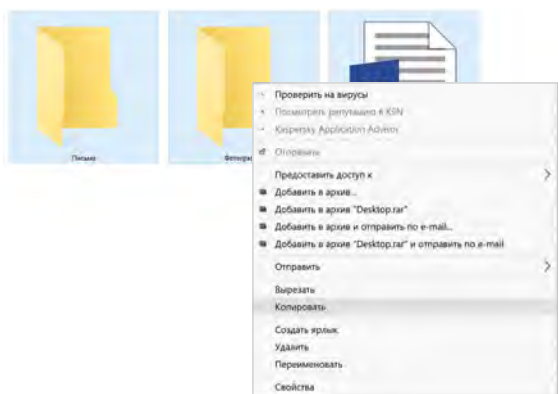 Письма
Фотогра
Проверить на вирусы
Посмотреть репутацию в KSN
Kaspersky Application Advisor
Отправить
Предоставить доступ к
Добавить в архив...
Добавить в архив "Desktop.rar"
Добавить в архив и отправить по e-mail...
Добавить в архив "Desktop.rar" и отправить по e-mail
Отправить
Вырезать
Копировать
Создать ярлык
Удалить
Переименовать
Свойства